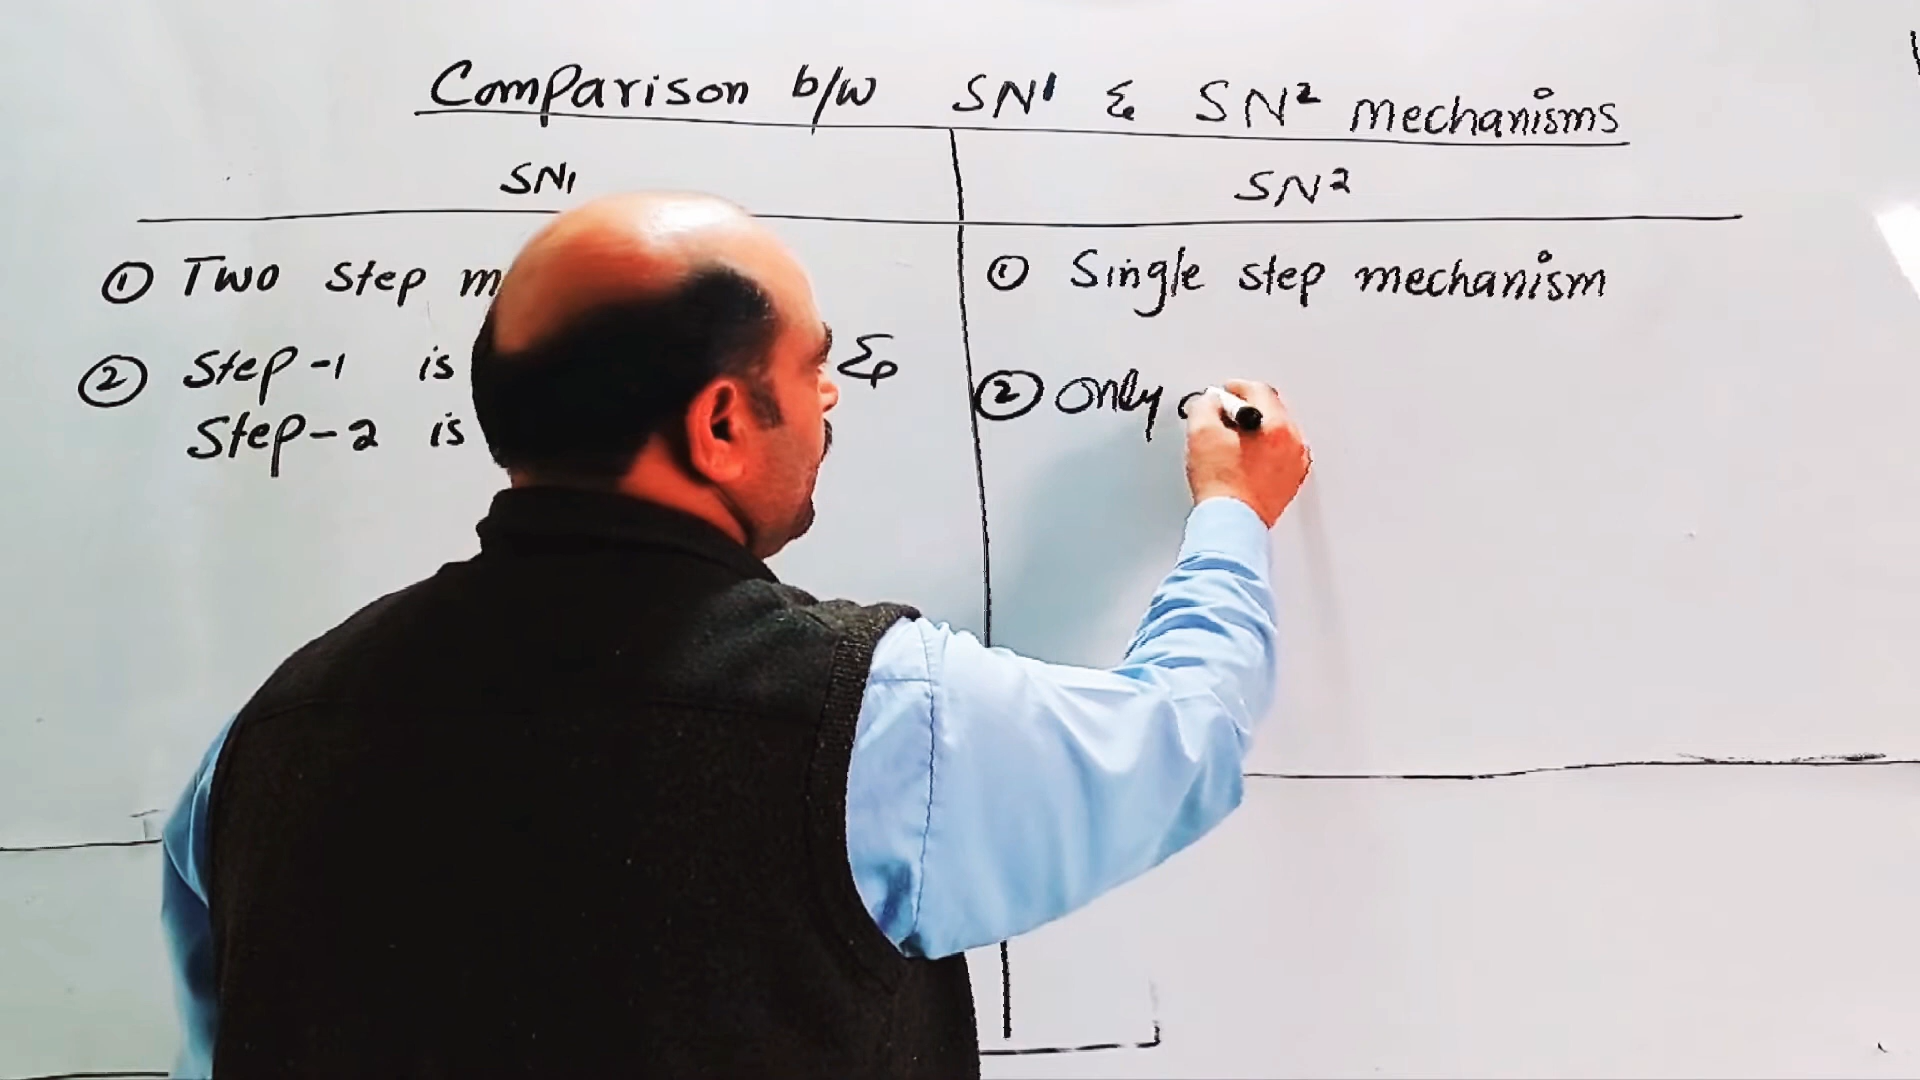 Comparison b/w SN1 & SN2 mechanisms
SN1
SN2
① Two step m
① Single step mechanism
② Step-1 is &
Step-2 is
② Only